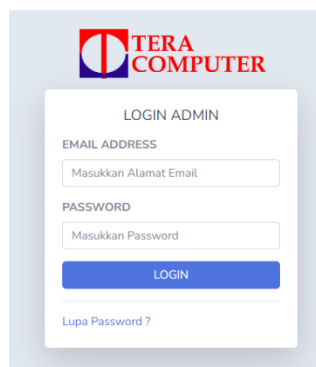 TERA
COMPUTER
LOGIN ADMIN
EMAIL ADDRESS
Masukkan Alamat Email
PASSWORD
Masukkan Password
LOGIN
Lupa Password ?